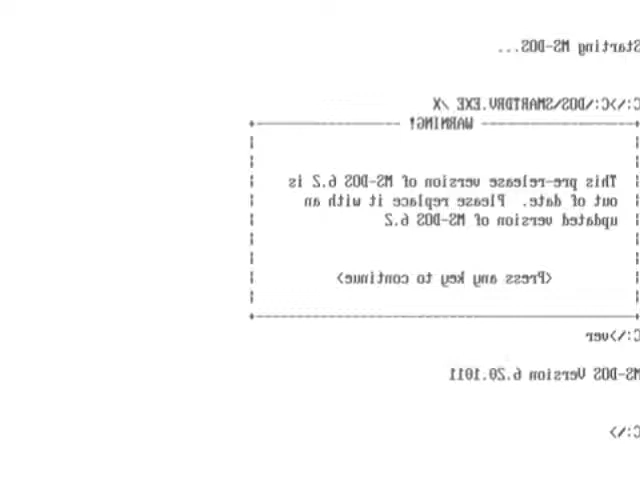 Starting MS-DOS...
C:\>C:\DOS\SMARTDRV.EXE /X
WARNING!
This pre-release version of MS-DOS 6.2 is
out of date.  Please replace it with an
updated version of MS-DOS 6.2
<Press any key to continue>
C:\>ver
MS-DOS Version 6.20.1011
C:\>